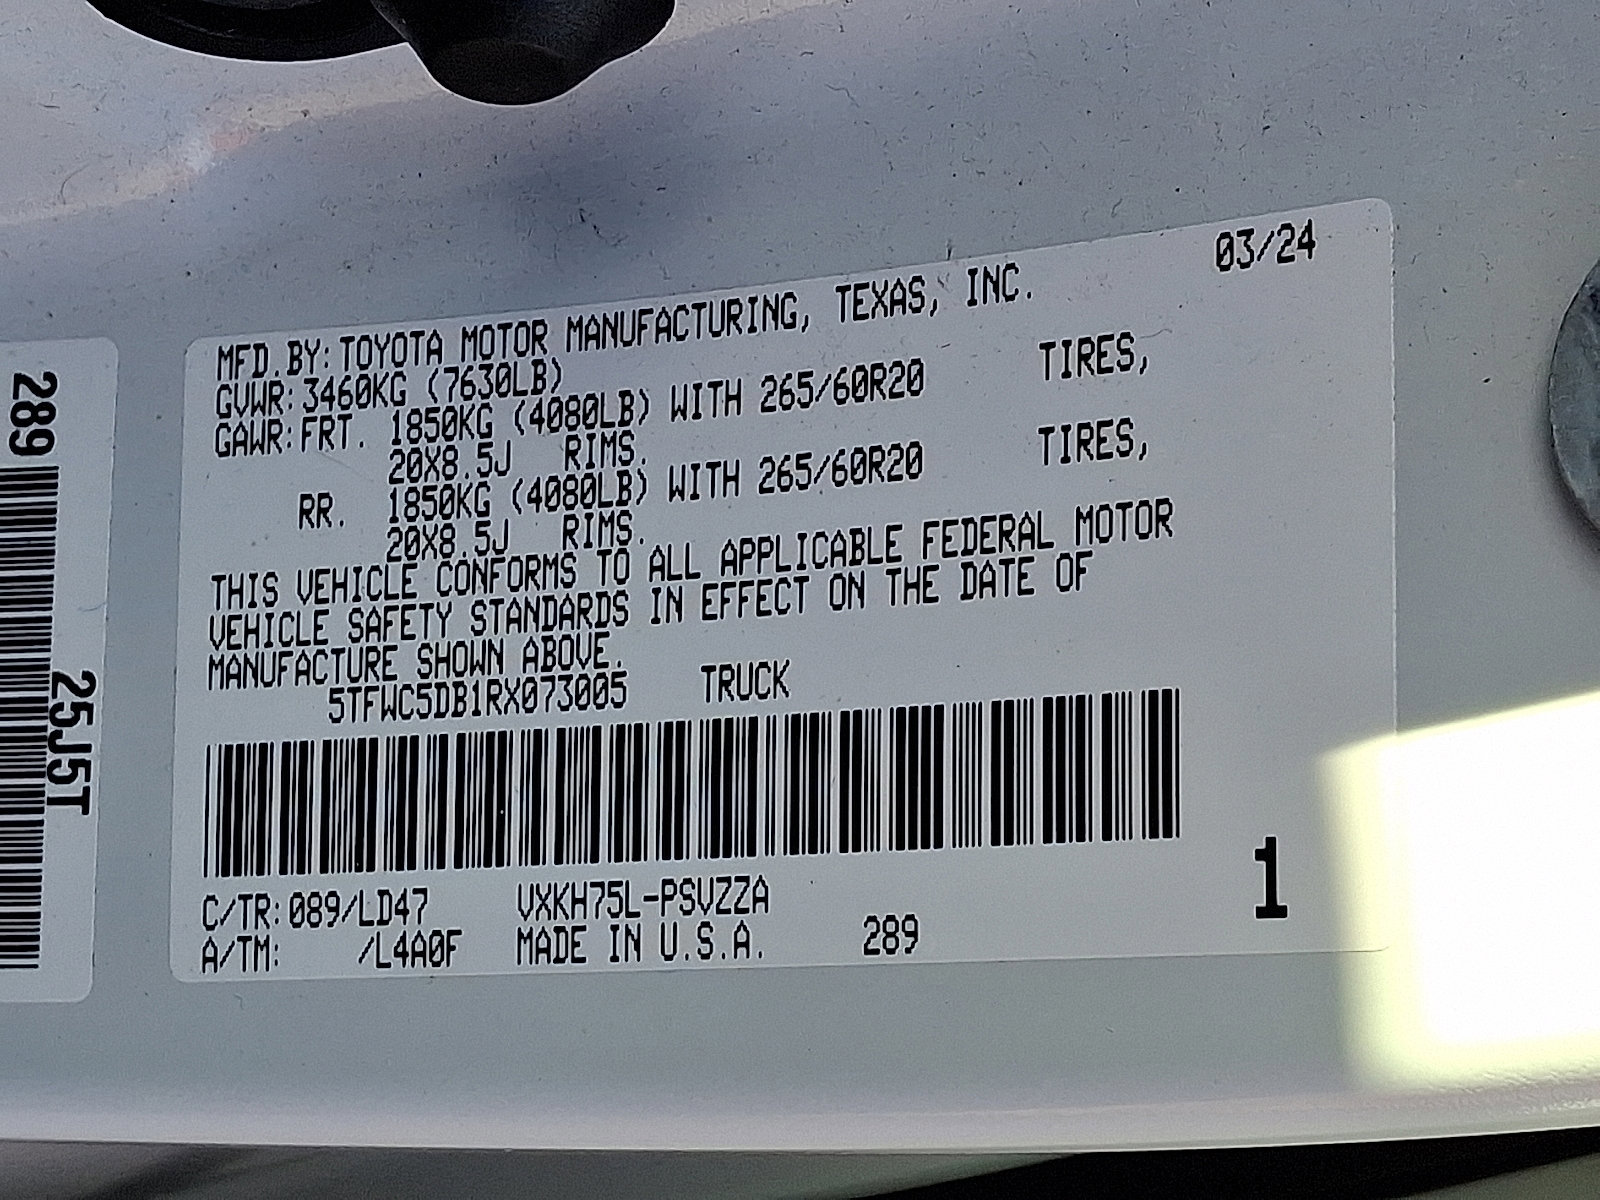 03/24
MFD.BY:TOYOTA MOTOR MANUFACTURING, TEXAS, INC.
GVWR:3460KG (7630LB)
GAWR:FRT. 1850KG (4080LB) WITH 265/60R20 TIRES,
20X8.5J RIMS.
RR. 1850KG (4080LB) WITH 265/60R20 TIRES,
20X8.5J RIMS.
THIS VEHICLE CONFORMS TO ALL APPLICABLE FEDERAL MOTOR
VEHICLE SAFETY STANDARDS IN EFFECT ON THE DATE OF
MANUFACTURE SHOWN ABOVE.
5TFWC5DB1RX073005 TRUCK
C/TR:089/LD47 VXKH75L-PSVZZA
A/TM: /L4A0F MADE IN U.S.A. 289
1
289
25J5T